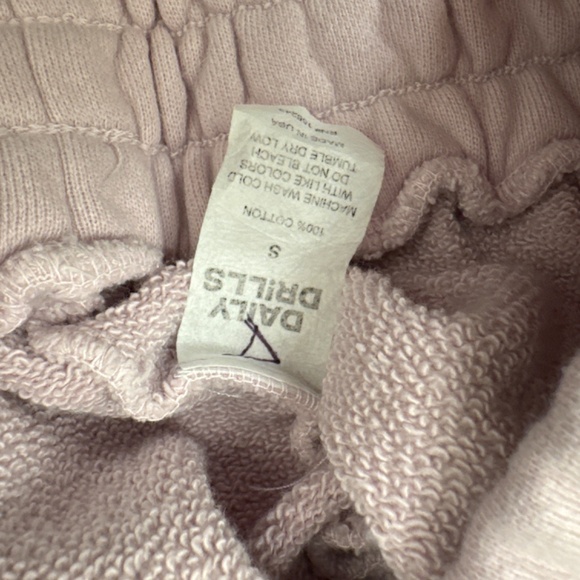 DAILY
DRILLS
S
100% COTTON
MACHINE WASH COLD
WITH LIKE COLORS
DO NOT BLEACH
TUMBLE DRY LOW
MADE IN USA